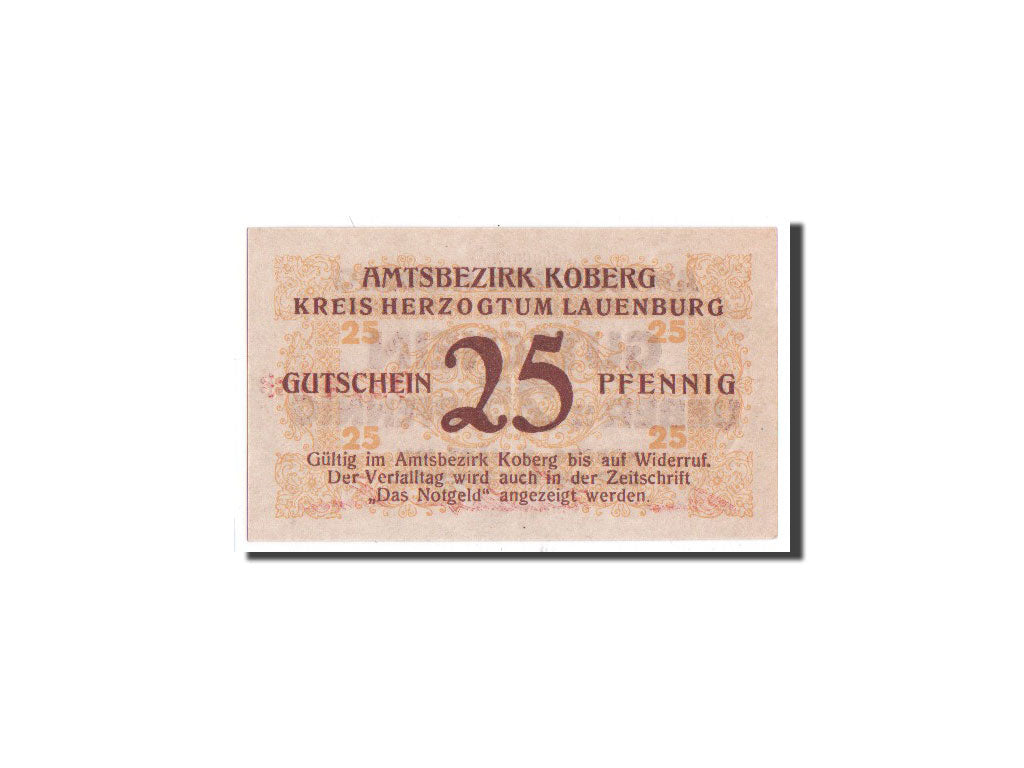 AMTSBEZIRK KOBERG
KREIS HERZOGTUM LAUENBURG
25 25
GUTSCHEIN 25 PFENNIG
25 25
Gültig im Amtsbezirk Koberg bis auf Widerruf.
Der Verfalltag wird auch in der Zeitschrift
„Das Notgeld“ angezeigt werden.